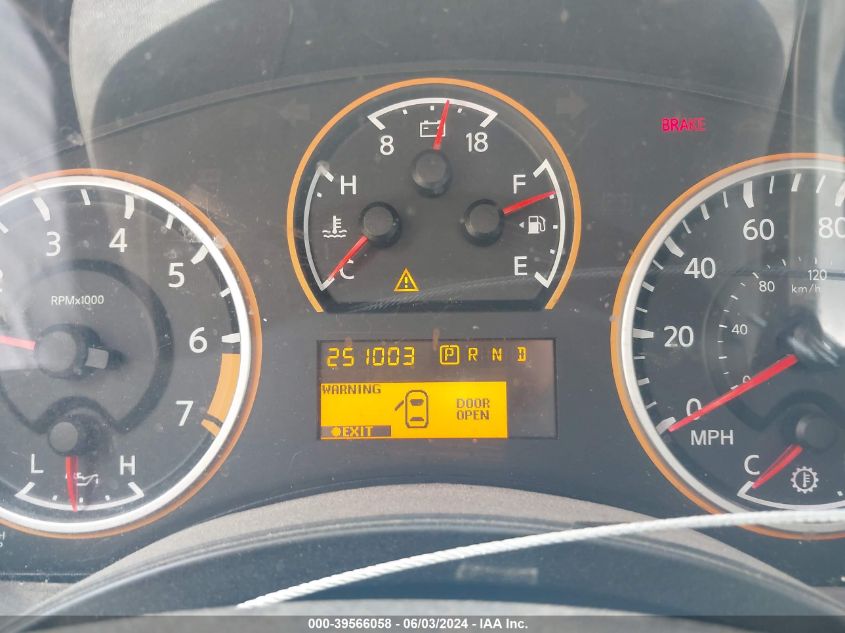 8 18
BRAKE
H
F
C
E
2 3 4 5 6 7
RPMx1000
L H
251003 P R N D
WARNING
DOOR
OPEN
EXIT
0 20 40 60 80
40 80 120
km/h
MPH
C
000-39566058 - 06/03/2024 - IAA Inc.